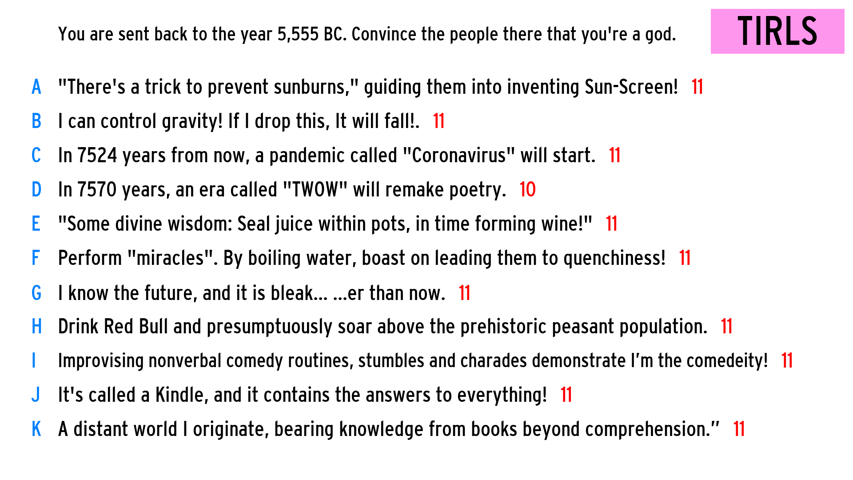 You are sent back to the year 5,555 BC. Convince the people there that you're a god.
TIRLS
A "There's a trick to prevent sunburns," guiding them into inventing Sun-Screen! 11
B I can control gravity! If I drop this, It will fall!. 11
C In 7524 years from now, a pandemic called "Coronavirus" will start. 11
D In 7570 years, an era called "TWOW" will remake poetry. 10
E "Some divine wisdom: Seal juice within pots, in time forming wine!" 11
F Perform "miracles". By boiling water, boast on leading them to quenchiness! 11
G I know the future, and it is bleak... ...er than now. 11
H Drink Red Bull and presumptuously soar above the prehistoric peasant population. 11
I Improvising nonverbal comedy routines, stumbles and charades demonstrate I’m the comedeity! 11
J It's called a Kindle, and it contains the answers to everything! 11
K A distant world I originate, bearing knowledge from books beyond comprehension.” 11